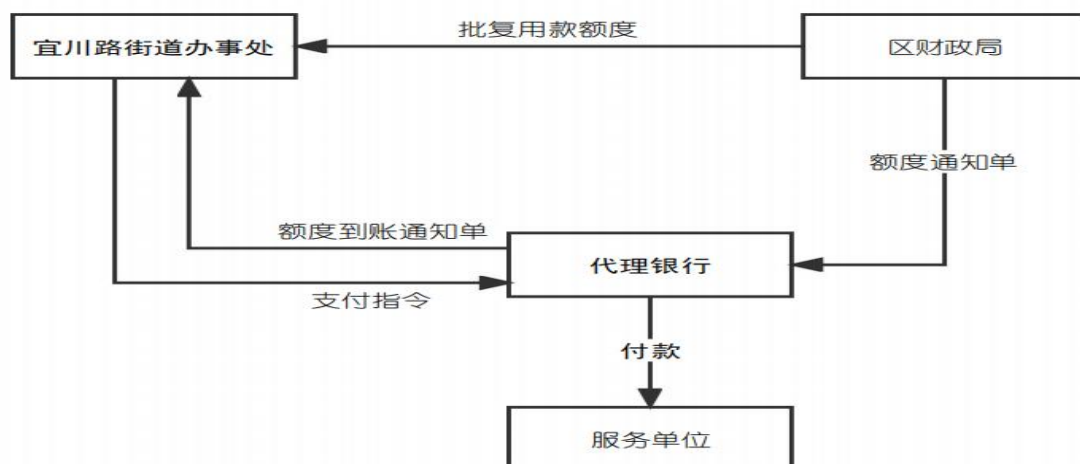 批复用款额度
宜川路街道办事处
区财政局
额度通知单
额度到账通知单
代理银行
支付指令
付款
服务单位